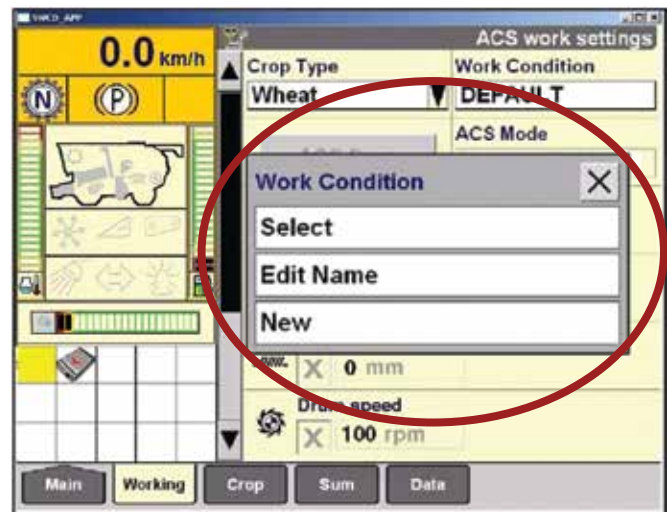 SWCD_APP
0.0 km/h
ACS work settings
Crop Type
Work Condition
Wheat
DEFAULT
N
(P)
ACS Mode
Work Condition
X
Select
Edit Name
New
X 0 mm
Drum speed
X 100 rpm
Main
Working
Crop
Sum
Data